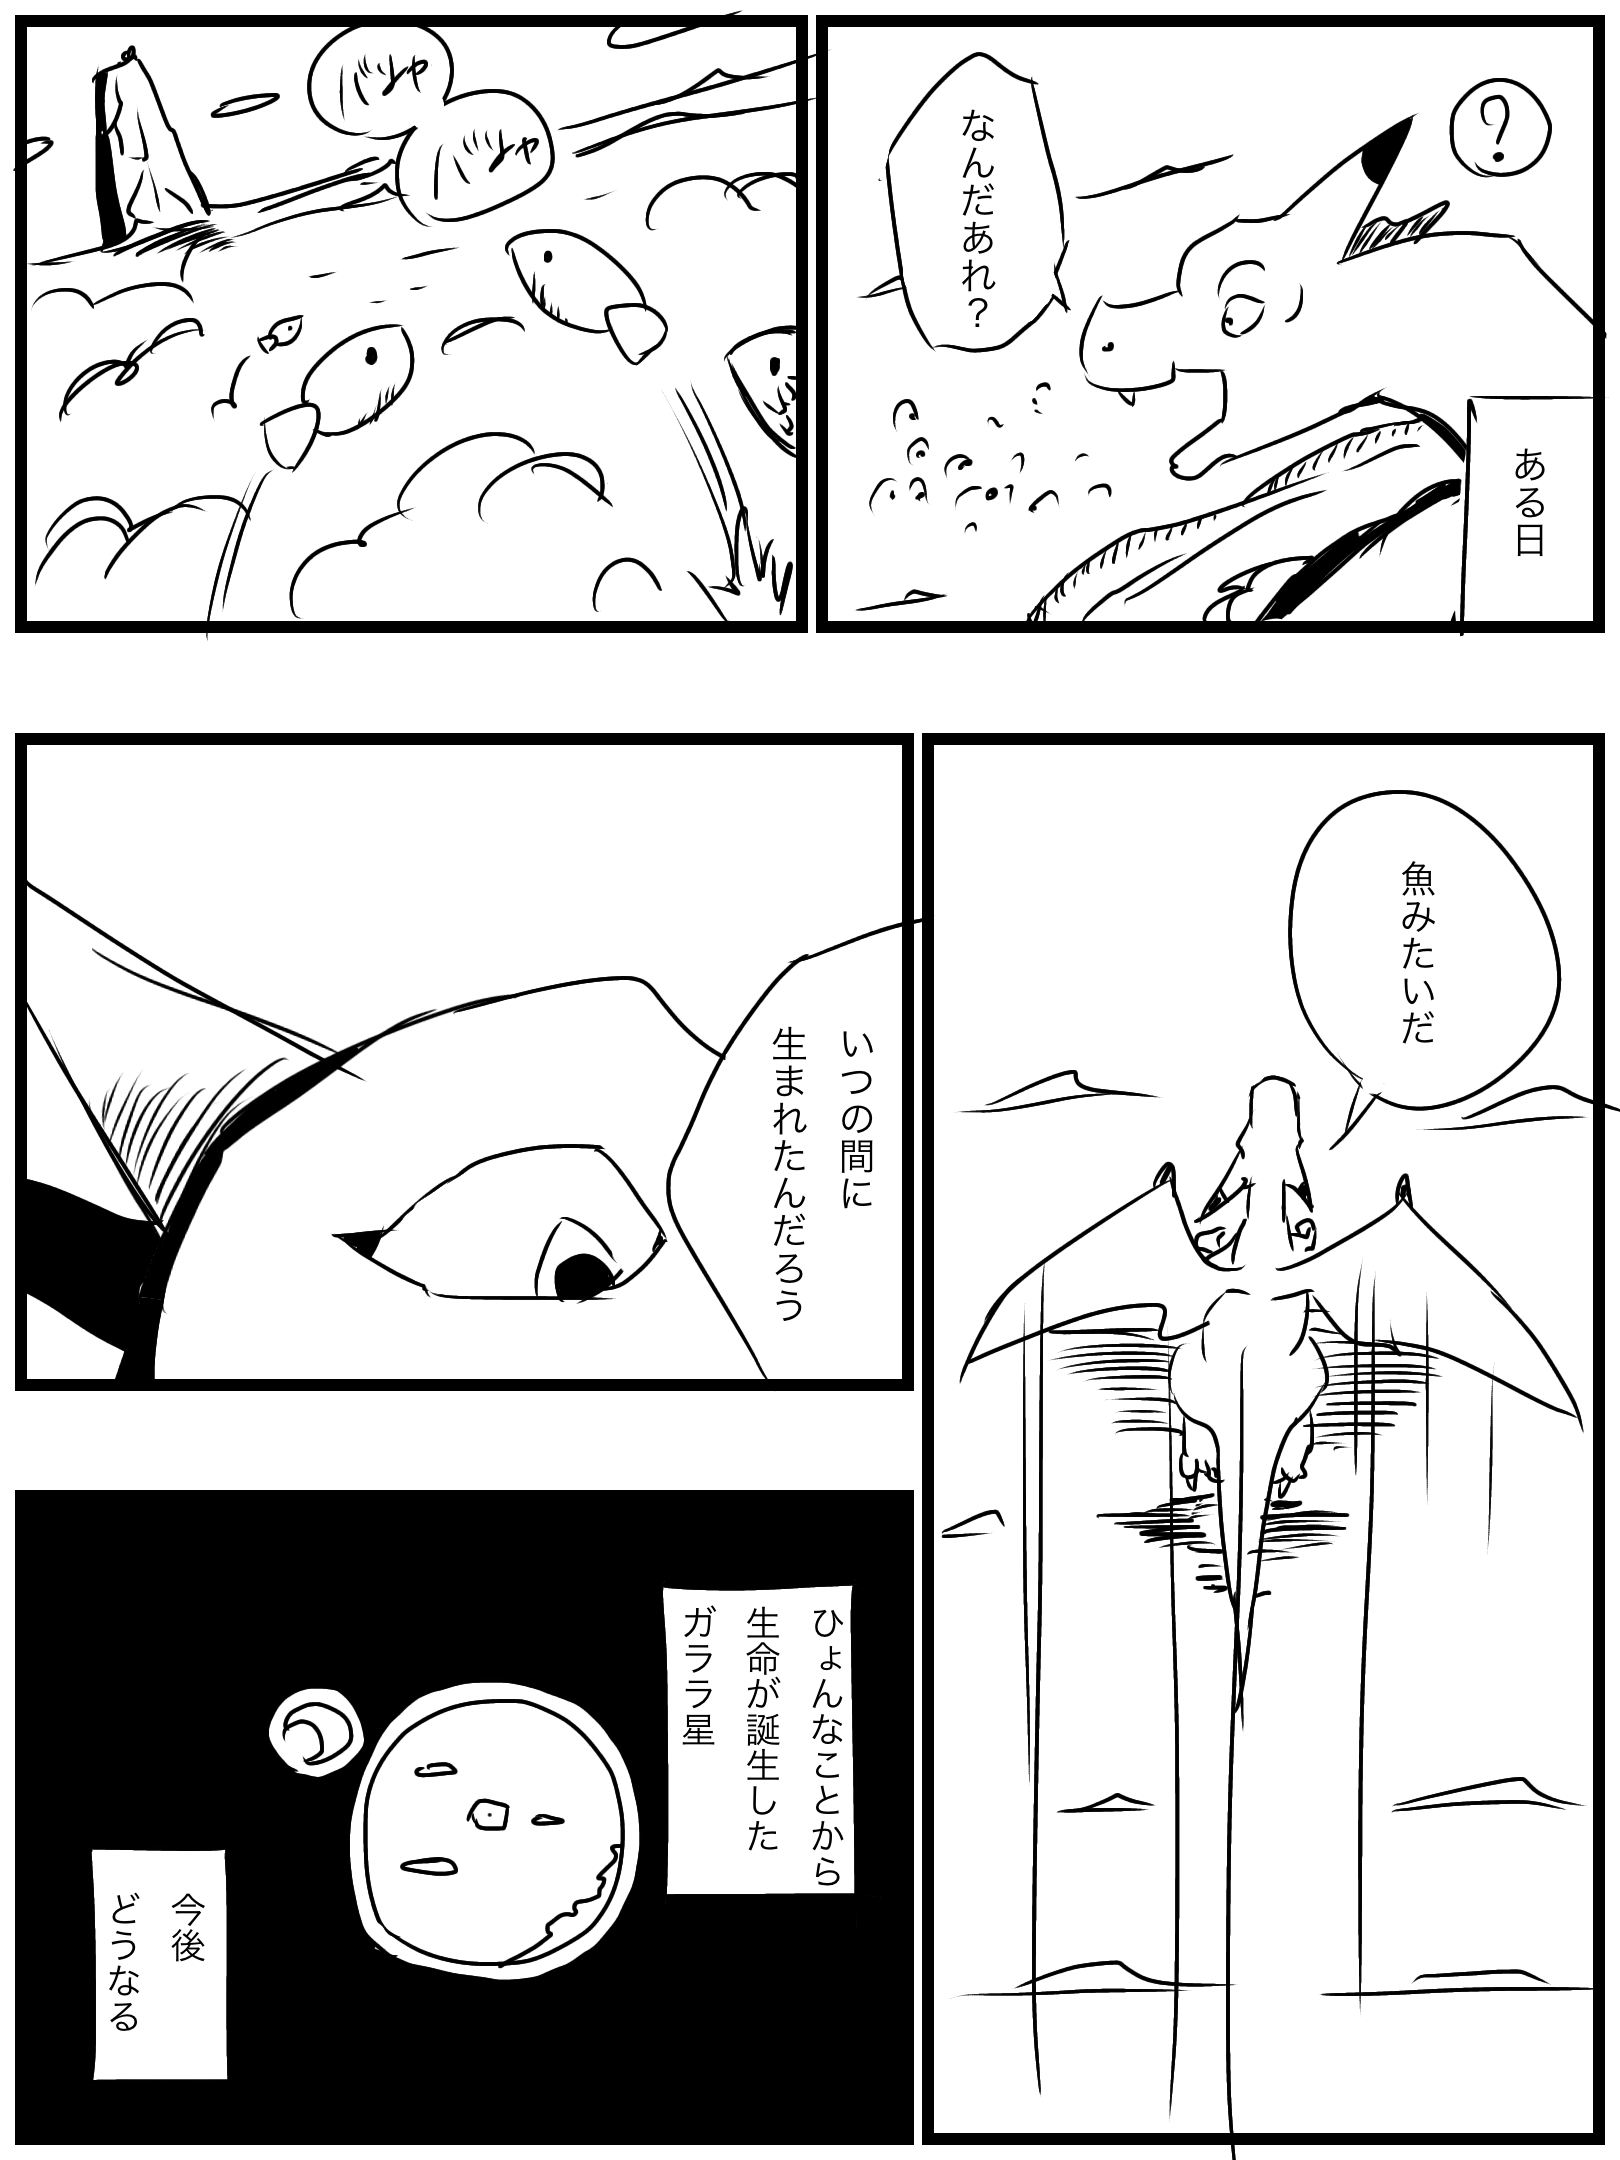 ある日
?
なんだあれ?
バシャ
バシャ
魚みたいだ
いつの間に
生まれたんだろう
ひょんなことから
生命が誕生した
ガララ星
今後
どうなる